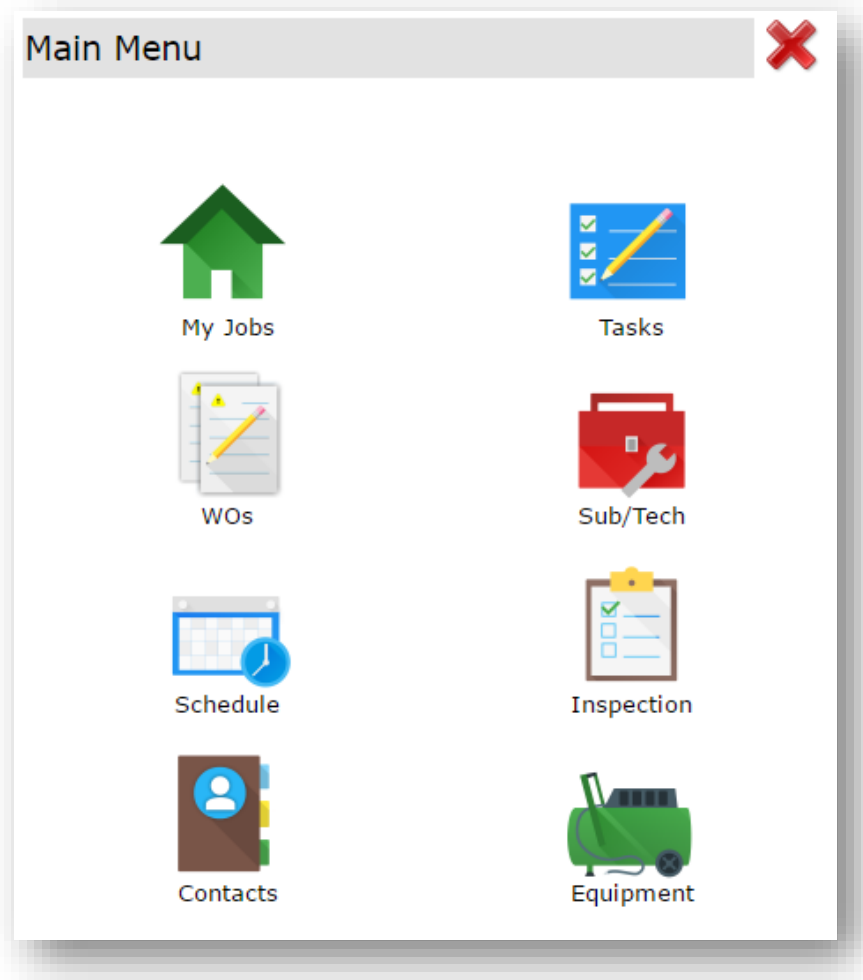 Main Menu
My Jobs
Tasks
WOs
Sub/Tech
Schedule
Inspection
Contacts
Equipment